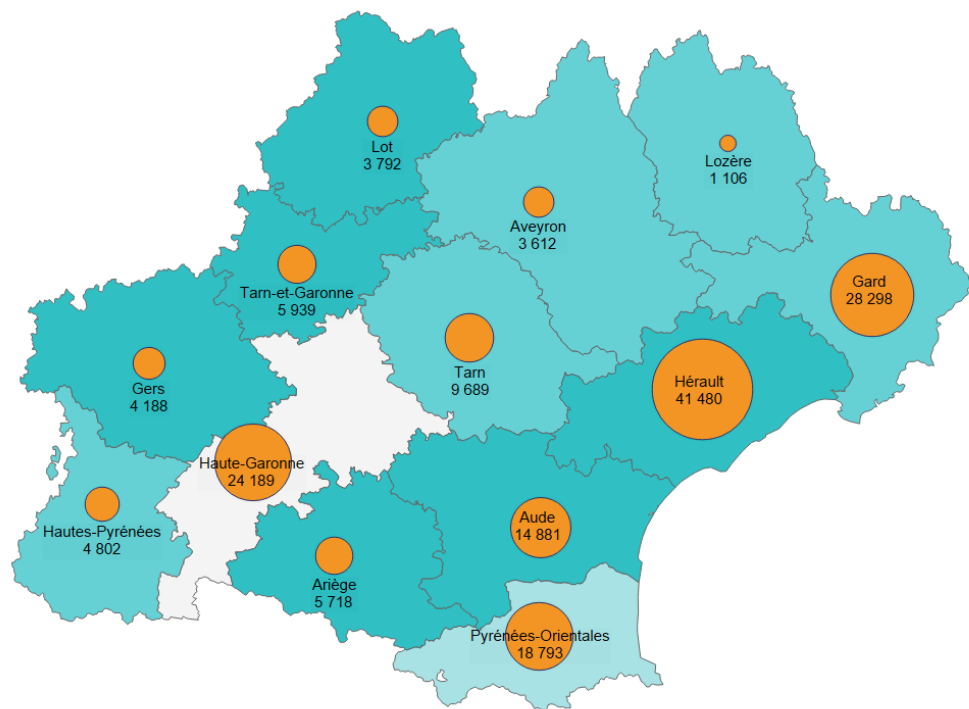 Lot
3 792
Lozère
1 106
Aveyron
3 612
Tarn-et-Garonne
5 939
Gard
28 298
Gers
4 188
Tarn
9 689
Hérault
41 480
Haute-Garonne
24 189
Hautes-Pyrénées
4 802
Aude
14 881
Ariège
5 718
Pyrénées-Orientales
18 793